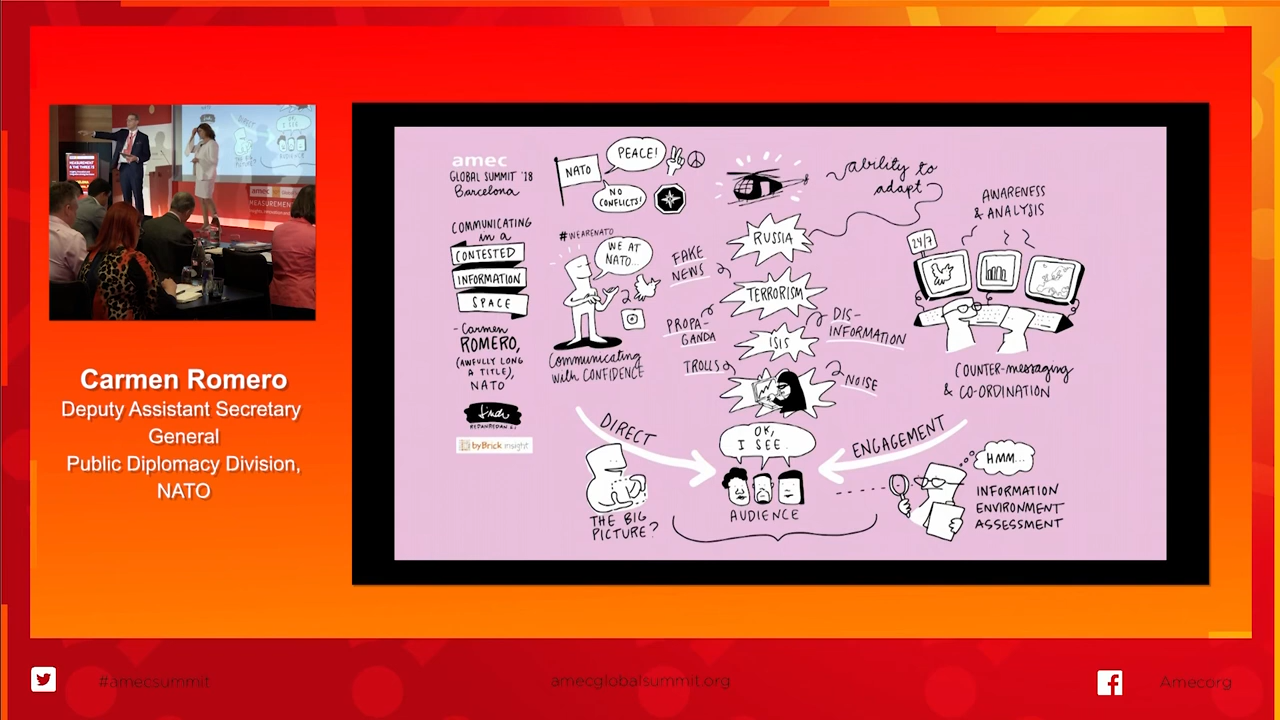 amec
GLOBAL SUMMIT '18
Barcelona
COMMUNICATING
in a
CONTESTED
INFORMATION
SPACE
- Carmen
ROMERO,
(AWFULLY LONG
A TITLE),
NATO
byBrick insight
NATO
PEACE!
NO
CONFLICTS!
#WEARENATO
WE AT
NATO...
Communicating
with CONFIDENCE
ability to
adapt
RUSSIA
FAKE
NEWS
TERRORISM
PROPA-
GANDA
DIS-
INFORMATION
ISIS
TROLLS
NOISE
AWARENESS
& ANALYSIS
24/7
COUNTER-messaging
& CO-ORDINATION
DIRECT
ENGAGEMENT
OK,
I SEE.
THE BIG
PICTURE?
AUDIENCE
HMM...
INFORMATION
ENVIRONMENT
ASSESSMENT
DIRECT
AUDIENCE
amec
MEASUREMENT
Carmen Romero
Deputy Assistant Secretary
General
Public Diplomacy Division,
NATO
#amecsummit
amecglobalsummit.org
Amecorg